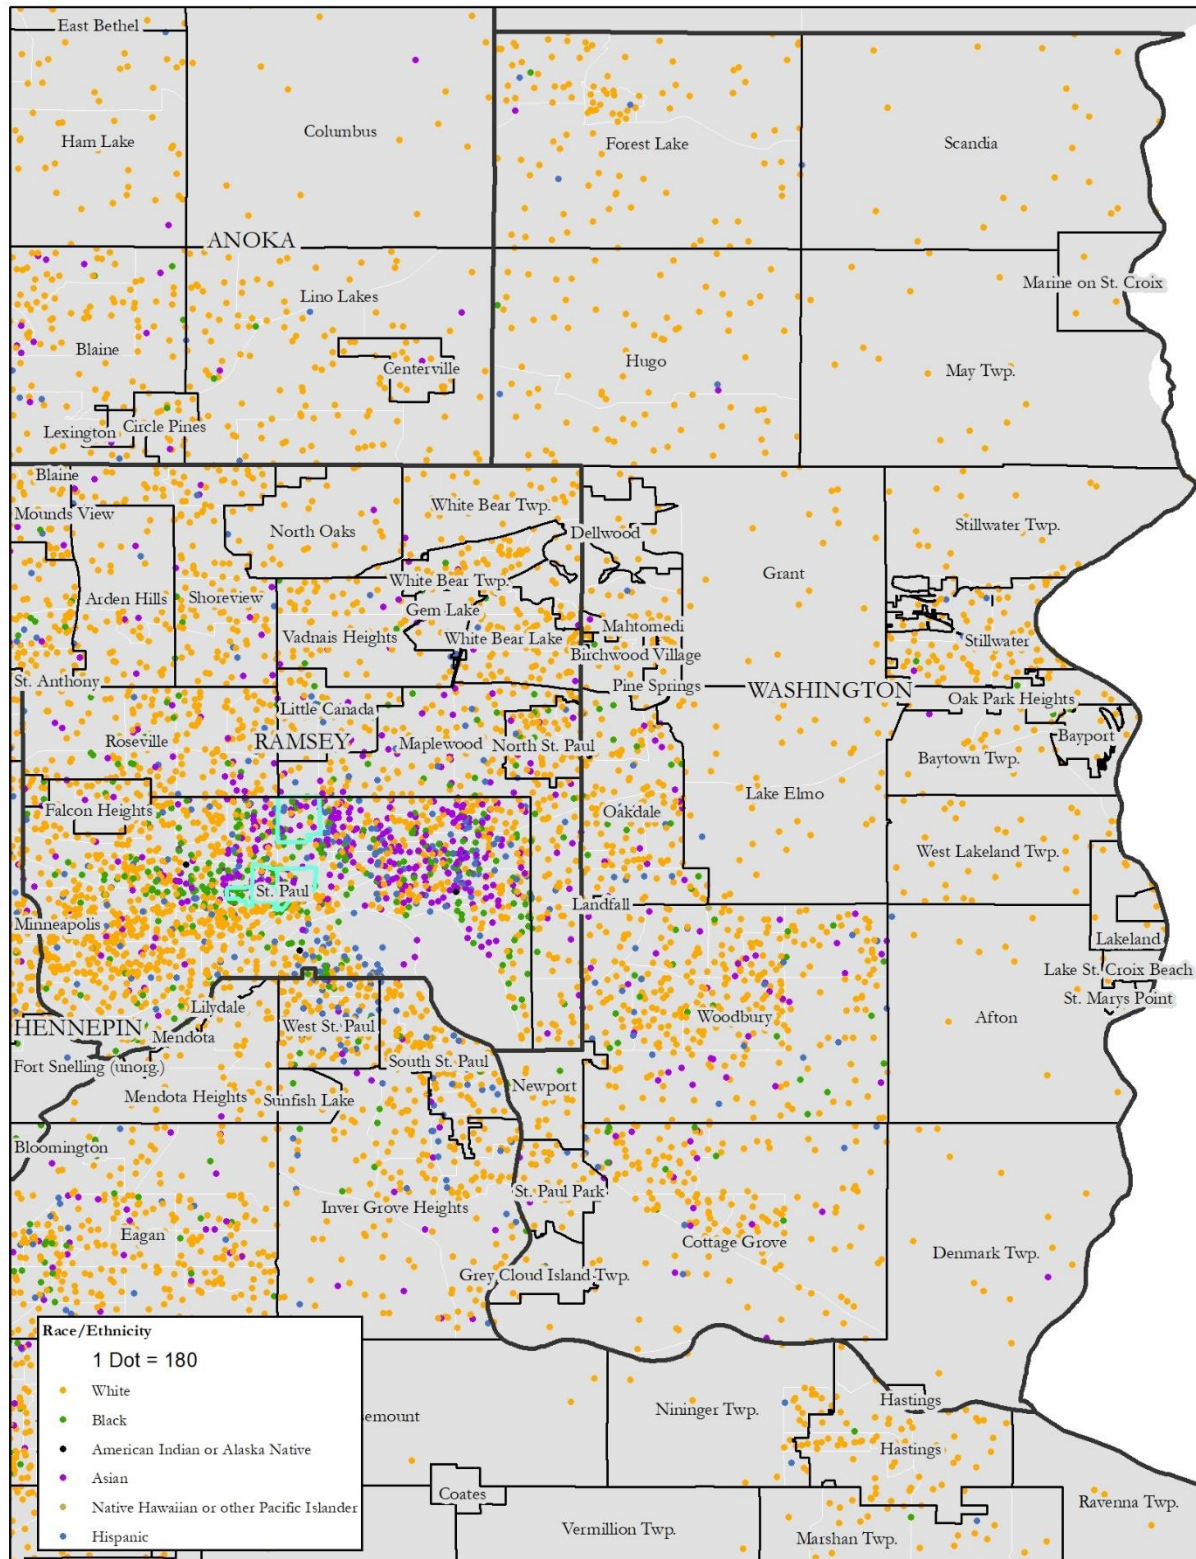 East Bethel
Ham Lake
Columbus
Forest Lake
Scandia
ANOKA
Lino Lakes
Marine on St. Croix
Blaine
Centerville
Hugo
May Twp.
Lexington
Circle Pines
Blaine
Mounds View
North Oaks
White Bear Twp.
Dellwood
Stillwater Twp.
Grant
White Bear Twp.
Arden Hills
Shoreview
Gem Lake
Vadnais Heights
White Bear Lake
Mahtomedi
Stillwater
Birchwood Village
St. Anthony
Pine Springs
WASHINGTON
Oak Park Heights
Little Canada
Roseville
RAMSEY
Maplewood
North St. Paul
Bayport
Baytown Twp.
Falcon Heights
Oakdale
Lake Elmo
West Lakeland Twp.
St. Paul
Landfall
Minneapolis
Lakeland
Lake St. Croix Beach
St. Marys Point
Lilydale
HENNEPIN
Mendota
West St. Paul
Woodbury
Afton
Fort Snelling (unorg.)
South St. Paul
Newport
Mendota Heights
Sunfish Lake
Bloomington
St. Paul Park
Inver Grove Heights
Eagan
Cottage Grove
Denmark Twp.
Grey Cloud Island Twp.
Race/Ethnicity
1 Dot = 180
White
Black
American Indian or Alaska Native
Asian
Native Hawaiian or other Pacific Islander
Hispanic
emount
Nininger Twp.
Hastings
Hastings
Coates
Vermillion Twp.
Marshan Twp.
Ravenna Twp.